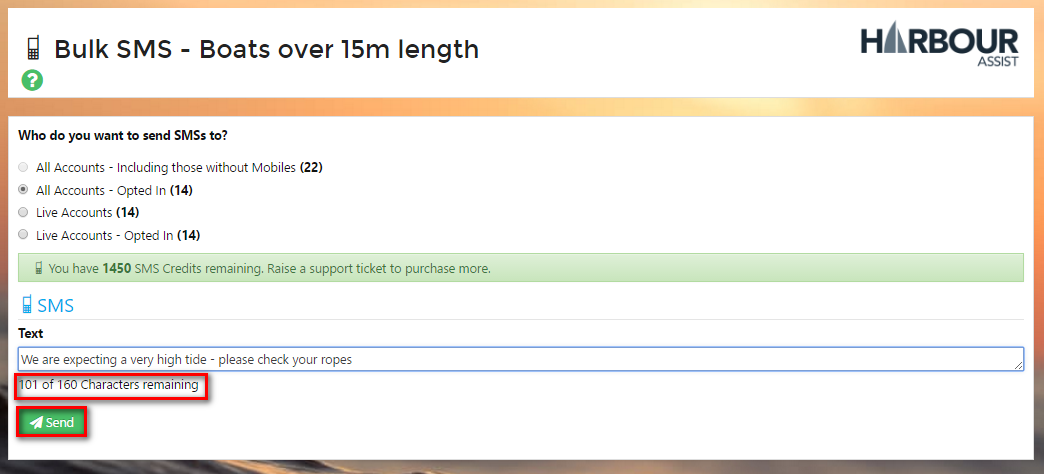 Bulk SMS - Boats over 15m length
HARBOUR
ASSIST
?
Who do you want to send SMSs to?
All Accounts - Including those without Mobiles (22)
All Accounts - Opted In (14)
Live Accounts (14)
Live Accounts - Opted In (14)
You have 1450 SMS Credits remaining. Raise a support ticket to purchase more.
SMS
Text
We are expecting a very high tide - please check your ropes
101 of 160 Characters remaining
Send